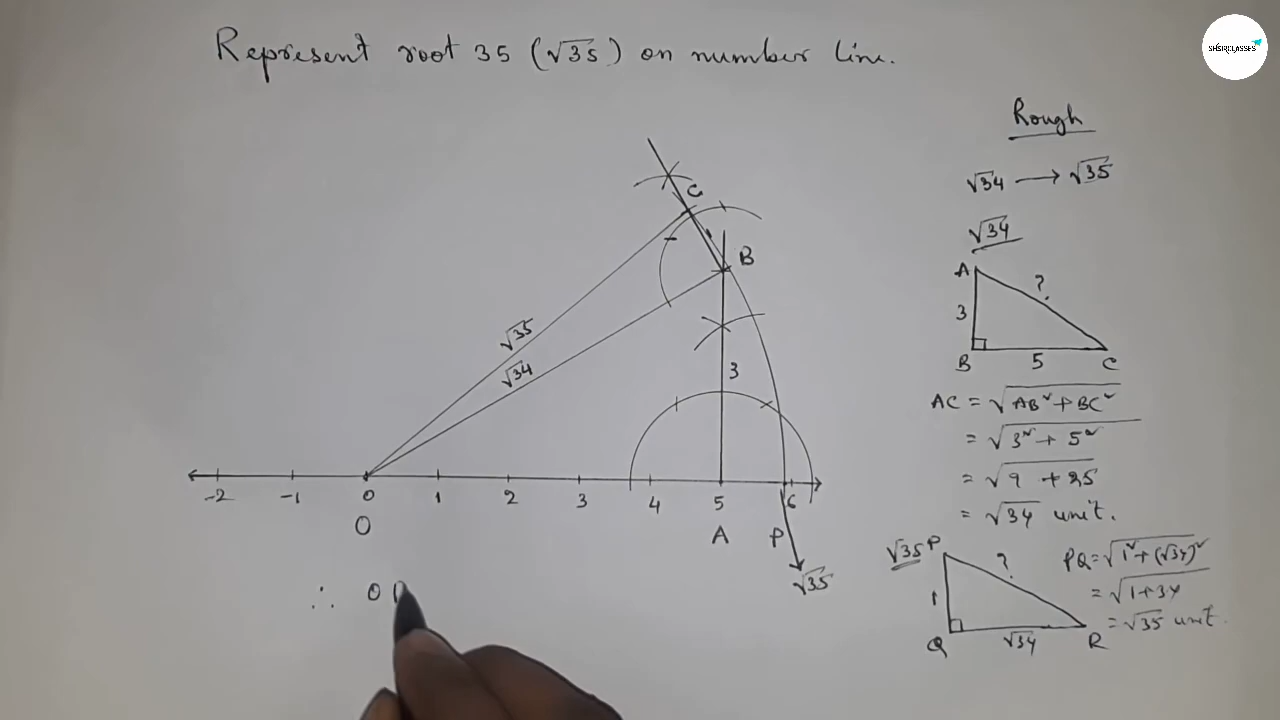 Represent root 35 (√35) on number line.
SHSIRCLASSES
Rough
√34 → √35
√34
A
?
3
B 5 C
AC = √AB² + BC²
= √3² + 5²
= √9 + 25
= √34 unit.
√35 P
?
1
Q √34 R
PQ = √1² + (√34)²
= √1+34
= √35 unit.
C
B
√35
√34
3
-2 -1 0 1 2 3 4 5 6
O A P
√35
∴ OP